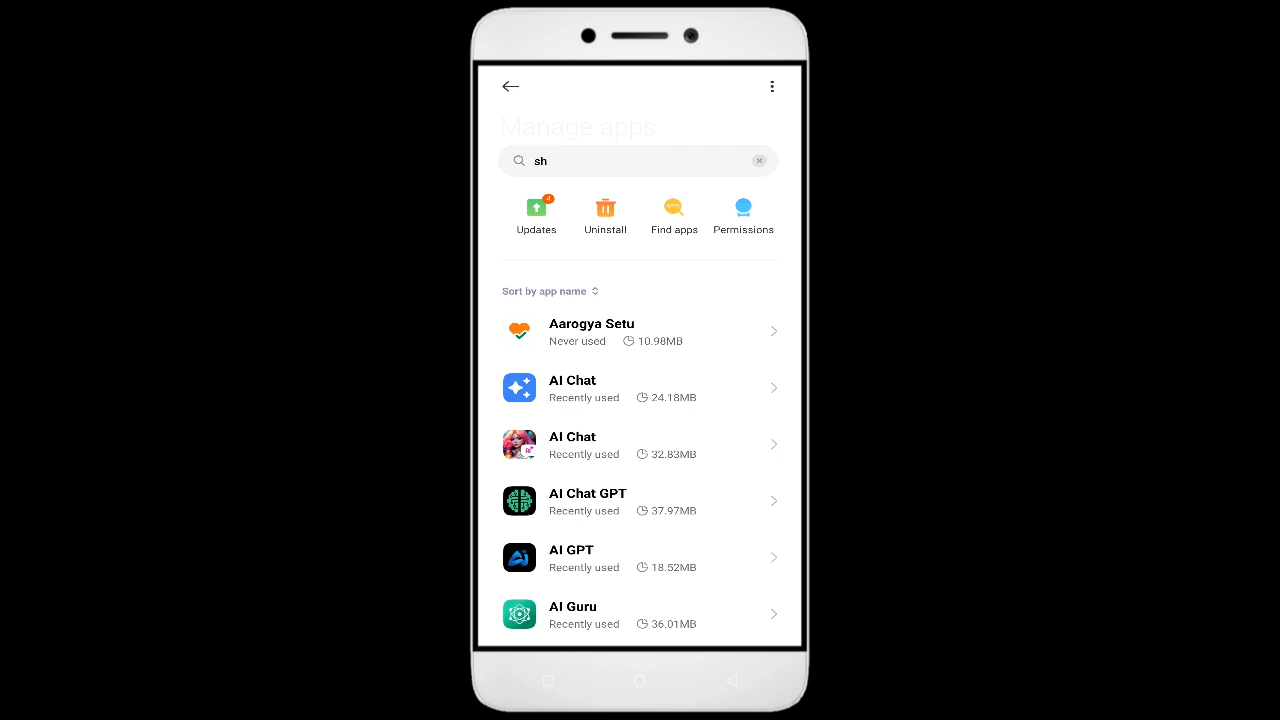 Manage apps
sh
4
Updates
Uninstall
Find apps
Permissions
Sort by app name
Aarogya Setu
Never used 10.98MB
AI Chat
Recently used 24.18MB
AI Chat
Recently used 32.83MB
AI Chat GPT
Recently used 37.97MB
AI GPT
Recently used 18.52MB
AI Guru
Recently used 36.01MB